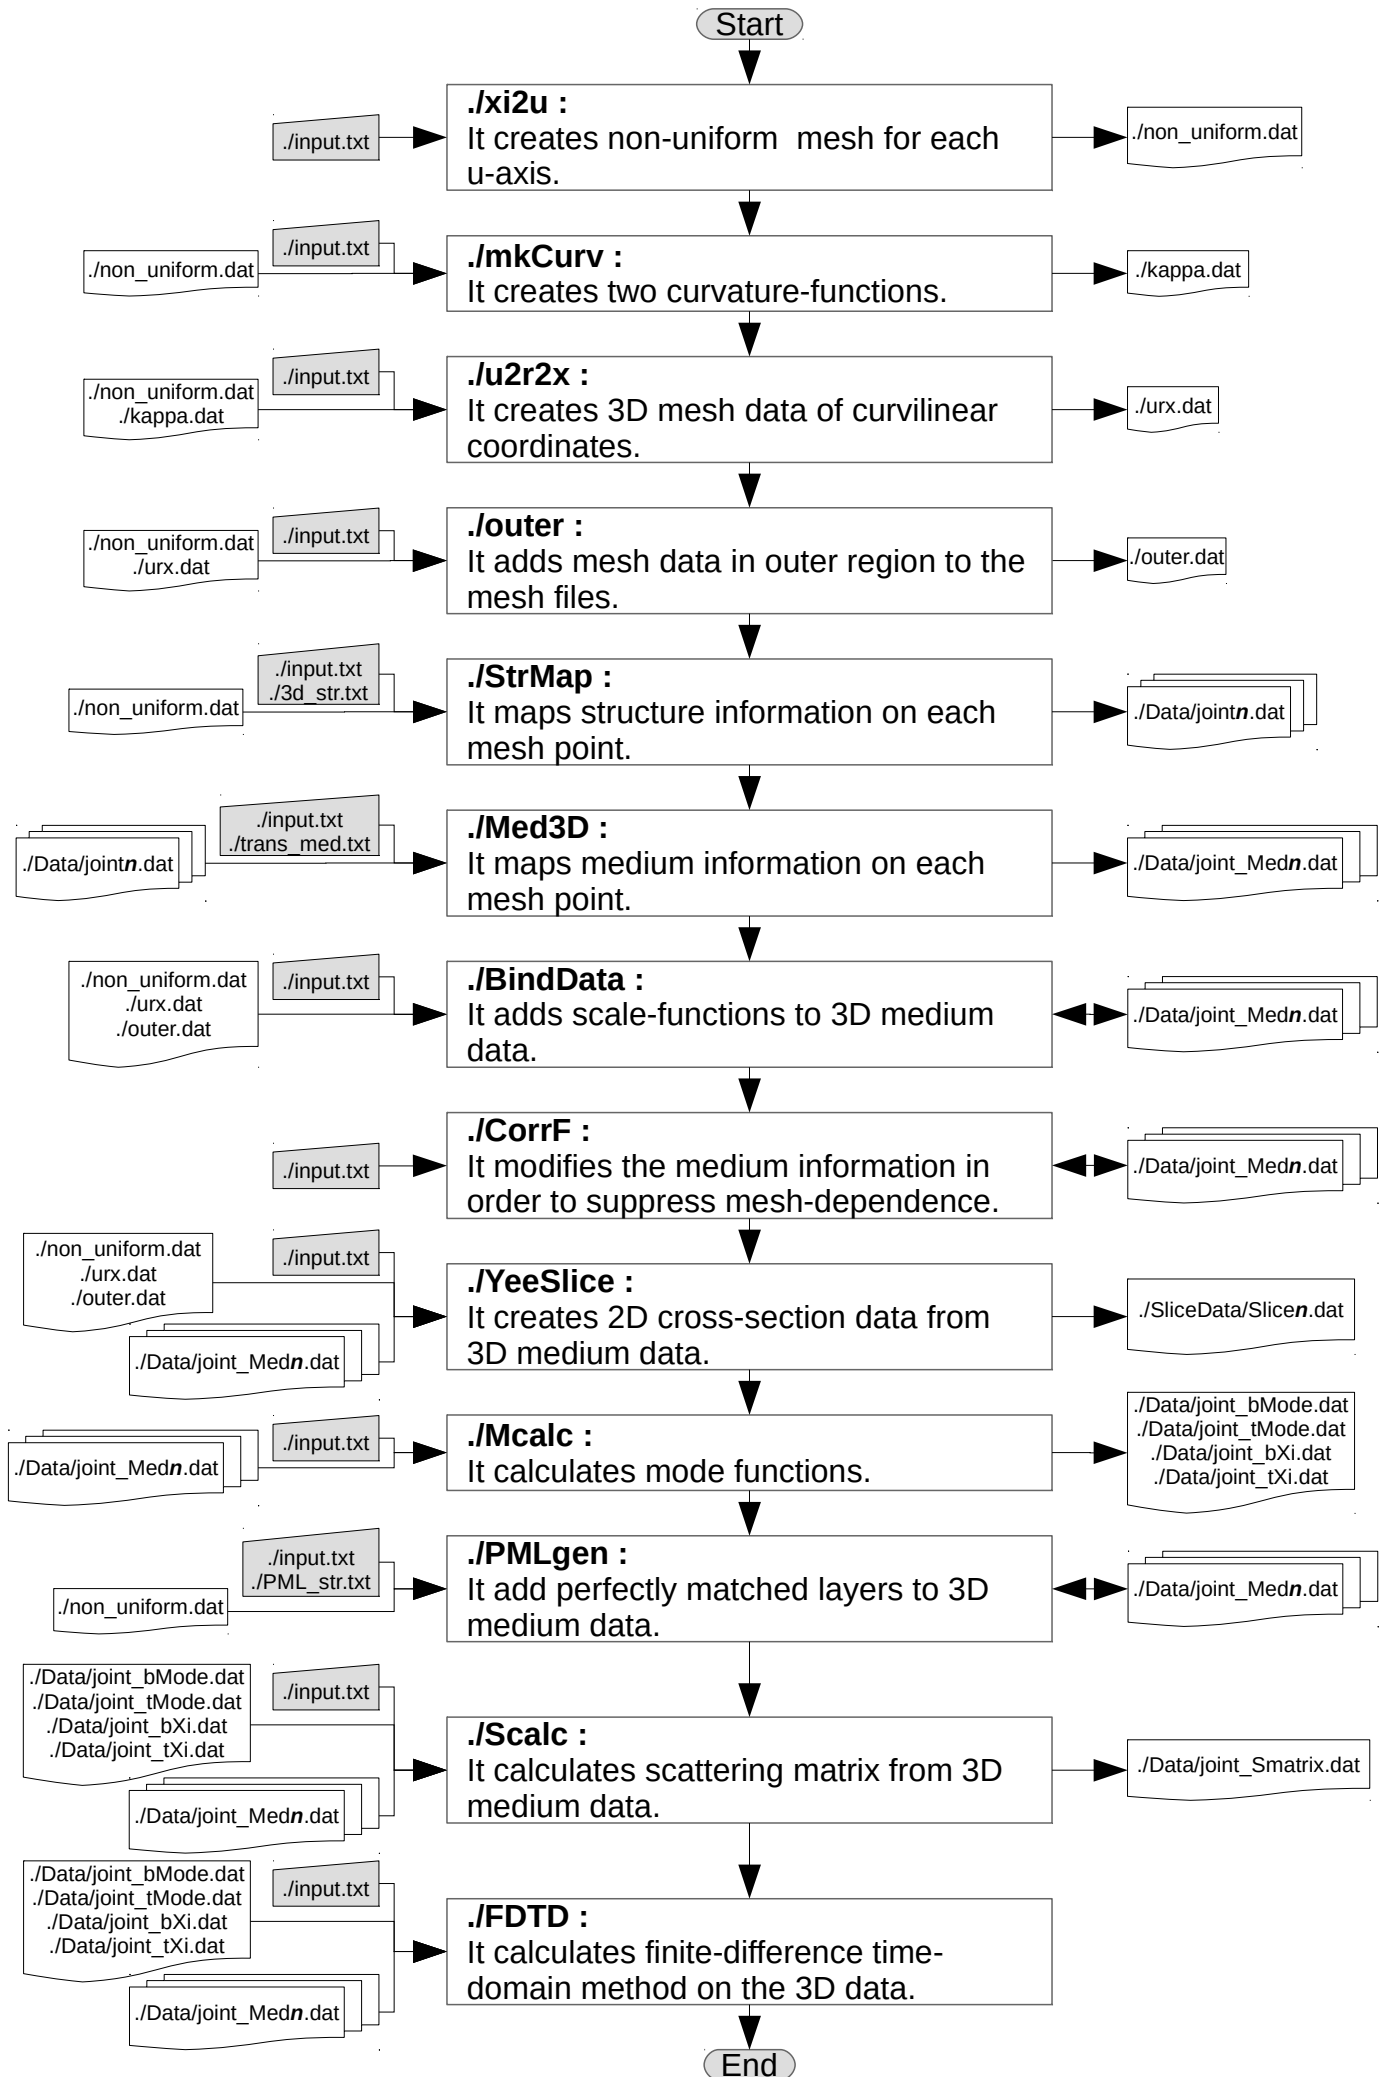 Start
./input.txt
./xi2u :
It creates non-uniform  mesh for each
u-axis.
./non_uniform.dat
./non_uniform.dat
./input.txt
./mkCurv :
It creates two curvature-functions.
./kappa.dat
./non_uniform.dat
./kappa.dat
./input.txt
./u2r2x :
It creates 3D mesh data of curvilinear
coordinates.
./urx.dat
./non_uniform.dat
./urx.dat
./input.txt
./outer :
It adds mesh data in outer region to the
mesh files.
./outer.dat
./non_uniform.dat
./input.txt
./3d_str.txt
./StrMap :
It maps structure information on each
mesh point.
./Data/jointn.dat
./Data/jointn.dat
./input.txt
./trans_med.txt
./Med3D :
It maps medium information on each
mesh point.
./Data/joint_Medn.dat
./non_uniform.dat
./urx.dat
./outer.dat
./input.txt
./BindData :
It adds scale-functions to 3D medium
data.
./Data/joint_Medn.dat
./input.txt
./CorrF :
It modifies the medium information in
order to suppress mesh-dependence.
./Data/joint_Medn.dat
./non_uniform.dat
./urx.dat
./outer.dat
./input.txt
./Data/joint_Medn.dat
./YeeSlice :
It creates 2D cross-section data from
3D medium data.
./SliceData/Slicen.dat
./Data/joint_Medn.dat
./input.txt
./Mcalc :
It calculates mode functions.
./Data/joint_bMode.dat
./Data/joint_tMode.dat
./Data/joint_bXi.dat
./Data/joint_tXi.dat
./non_uniform.dat
./input.txt
./PML_str.txt
./PMLgen :
It add perfectly matched layers to 3D
medium data.
./Data/joint_Medn.dat
./Data/joint_bMode.dat
./Data/joint_tMode.dat
./Data/joint_bXi.dat
./Data/joint_tXi.dat
./input.txt
./Data/joint_Medn.dat
./Scalc :
It calculates scattering matrix from 3D
medium data.
./Data/joint_Smatrix.dat
./Data/joint_bMode.dat
./Data/joint_tMode.dat
./Data/joint_bXi.dat
./Data/joint_tXi.dat
./input.txt
./Data/joint_Medn.dat
./FDTD :
It calculates finite-difference time-
domain method on the 3D data.
End